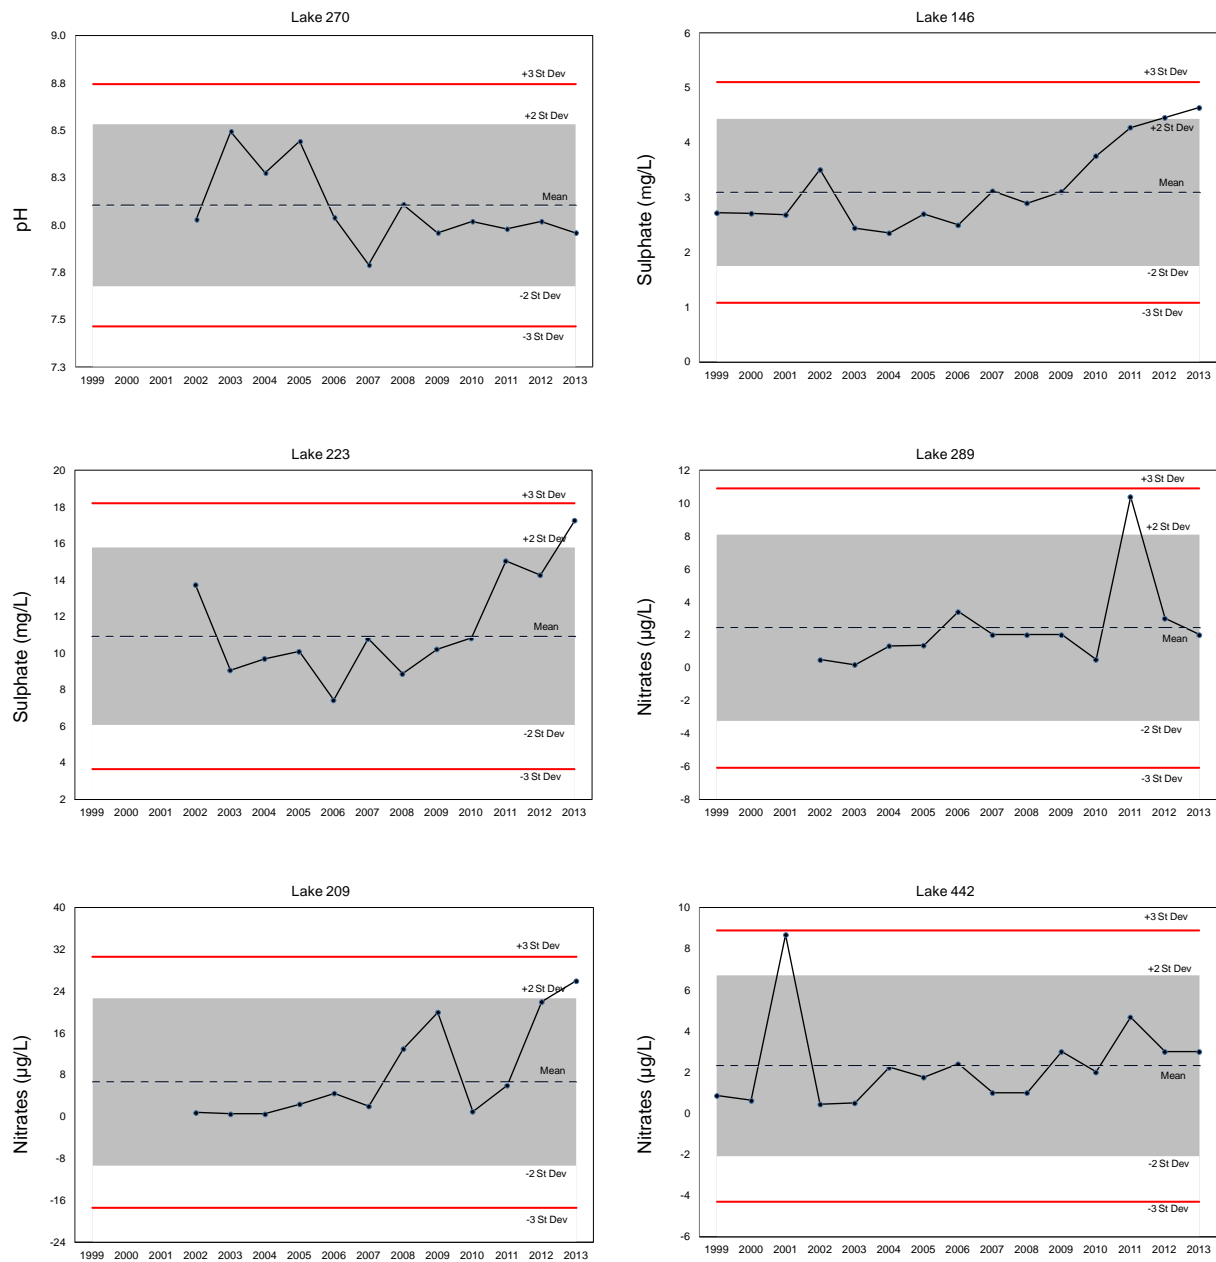 Lake 270
pH
9.0
8.8
8.5
8.3
8.0
7.8
7.5
7.3
+3 St Dev
+2 St Dev
Mean
-2 St Dev
-3 St Dev
1999 2000 2001 2002 2003 2004 2005 2006 2007 2008 2009 2010 2011 2012 2013
Lake 146
Sulphate (mg/L)
6
5
4
3
2
1
0
+3 St Dev
+2 St Dev
Mean
-2 St Dev
-3 St Dev
1999 2000 2001 2002 2003 2004 2005 2006 2007 2008 2009 2010 2011 2012 2013
Lake 223
Sulphate (mg/L)
20
18
16
14
12
10
8
6
4
2
+3 St Dev
+2 St Dev
Mean
-2 St Dev
-3 St Dev
1999 2000 2001 2002 2003 2004 2005 2006 2007 2008 2009 2010 2011 2012 2013
Lake 289
Nitrates (µg/L)
12
10
8
6
4
2
0
-2
-4
-6
-8
+3 St Dev
+2 St Dev
Mean
-2 St Dev
-3 St Dev
1999 2000 2001 2002 2003 2004 2005 2006 2007 2008 2009 2010 2011 2012 2013
Lake 209
Nitrates (µg/L)
40
32
24
16
8
0
-8
-16
-24
+3 St Dev
+2 St Dev
Mean
-2 St Dev
-3 St Dev
1999 2000 2001 2002 2003 2004 2005 2006 2007 2008 2009 2010 2011 2012 2013
Lake 442
Nitrates (µg/L)
10
8
6
4
2
0
-2
-4
-6
+3 St Dev
+2 St Dev
Mean
-2 St Dev
-3 St Dev
1999 2000 2001 2002 2003 2004 2005 2006 2007 2008 2009 2010 2011 2012 2013